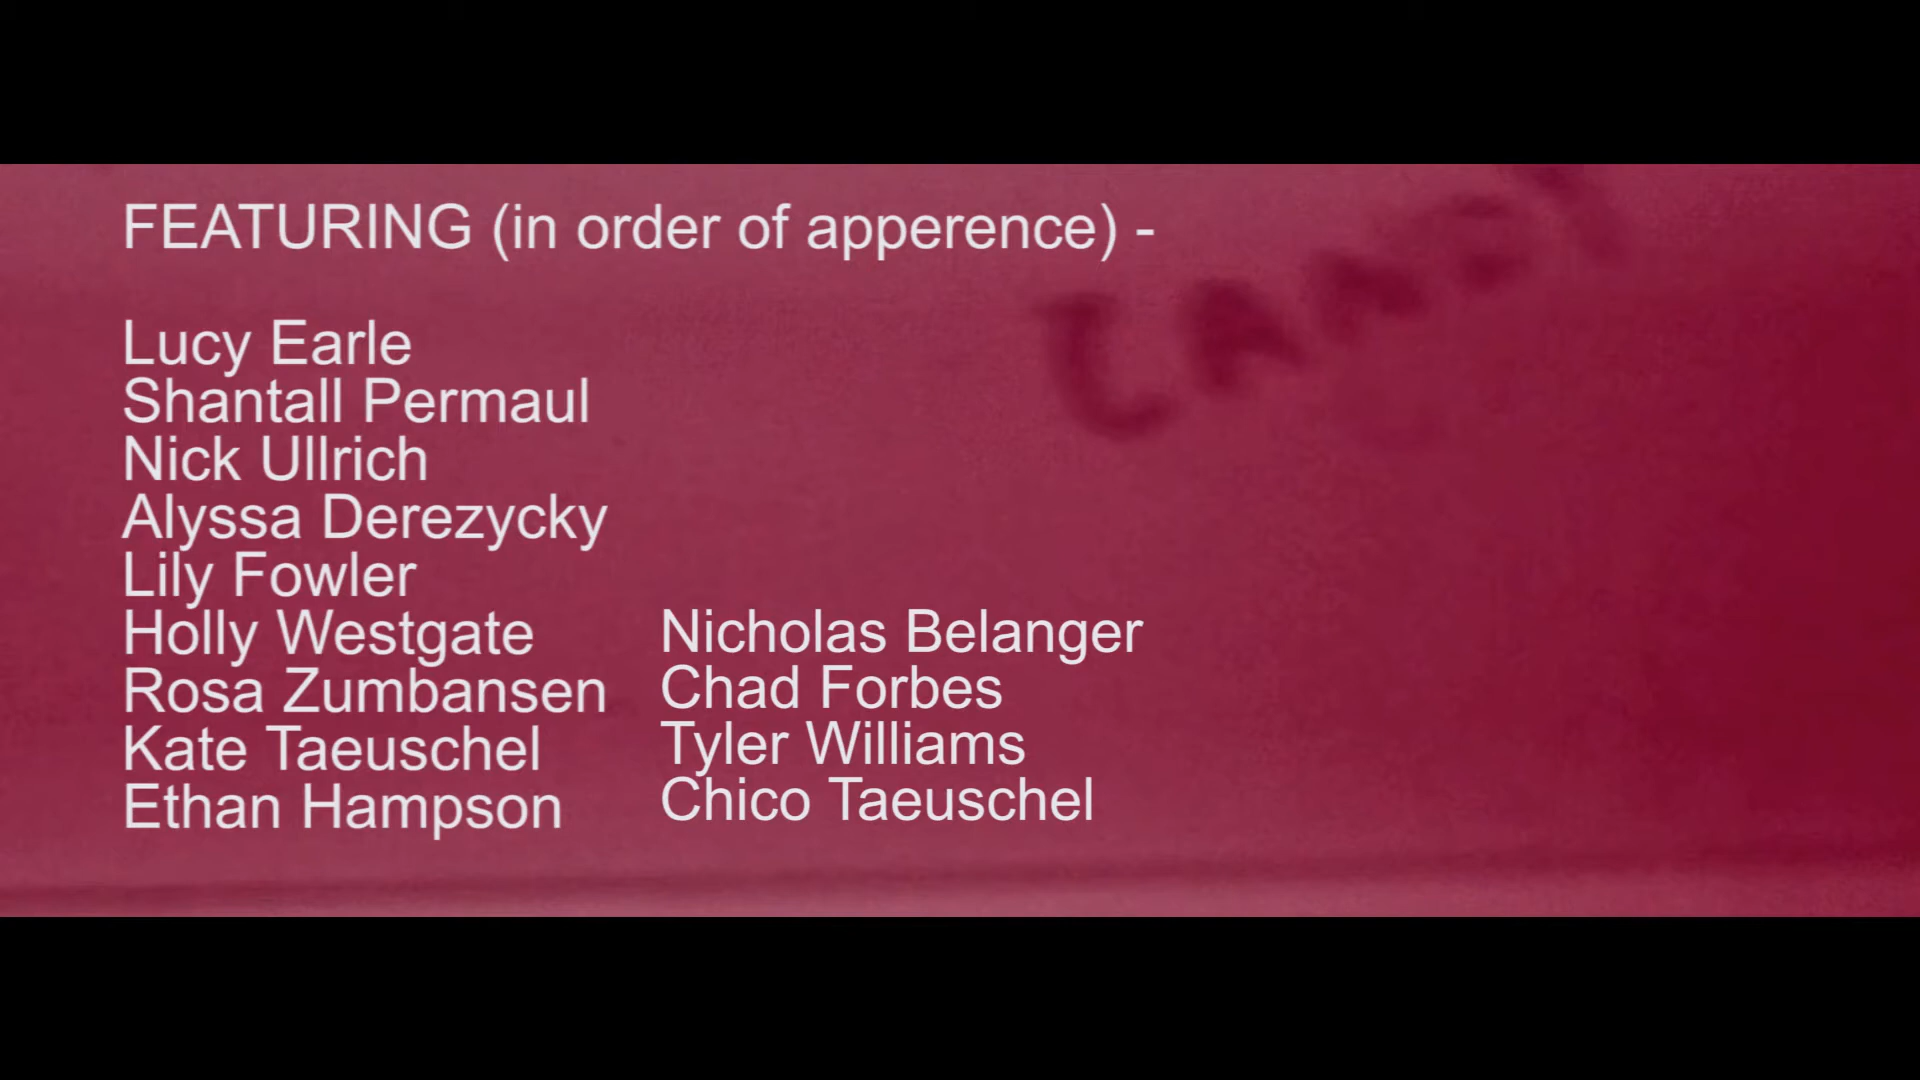 FEATURING (in order of apperence) -
Lucy Earle
Shantall Permaul
Nick Ullrich
Alyssa Derezycky
Lily Fowler
Holly Westgate
Rosa Zumbansen
Kate Taeuschel
Ethan Hampson
Nicholas Belanger
Chad Forbes
Tyler Williams
Chico Taeuschel